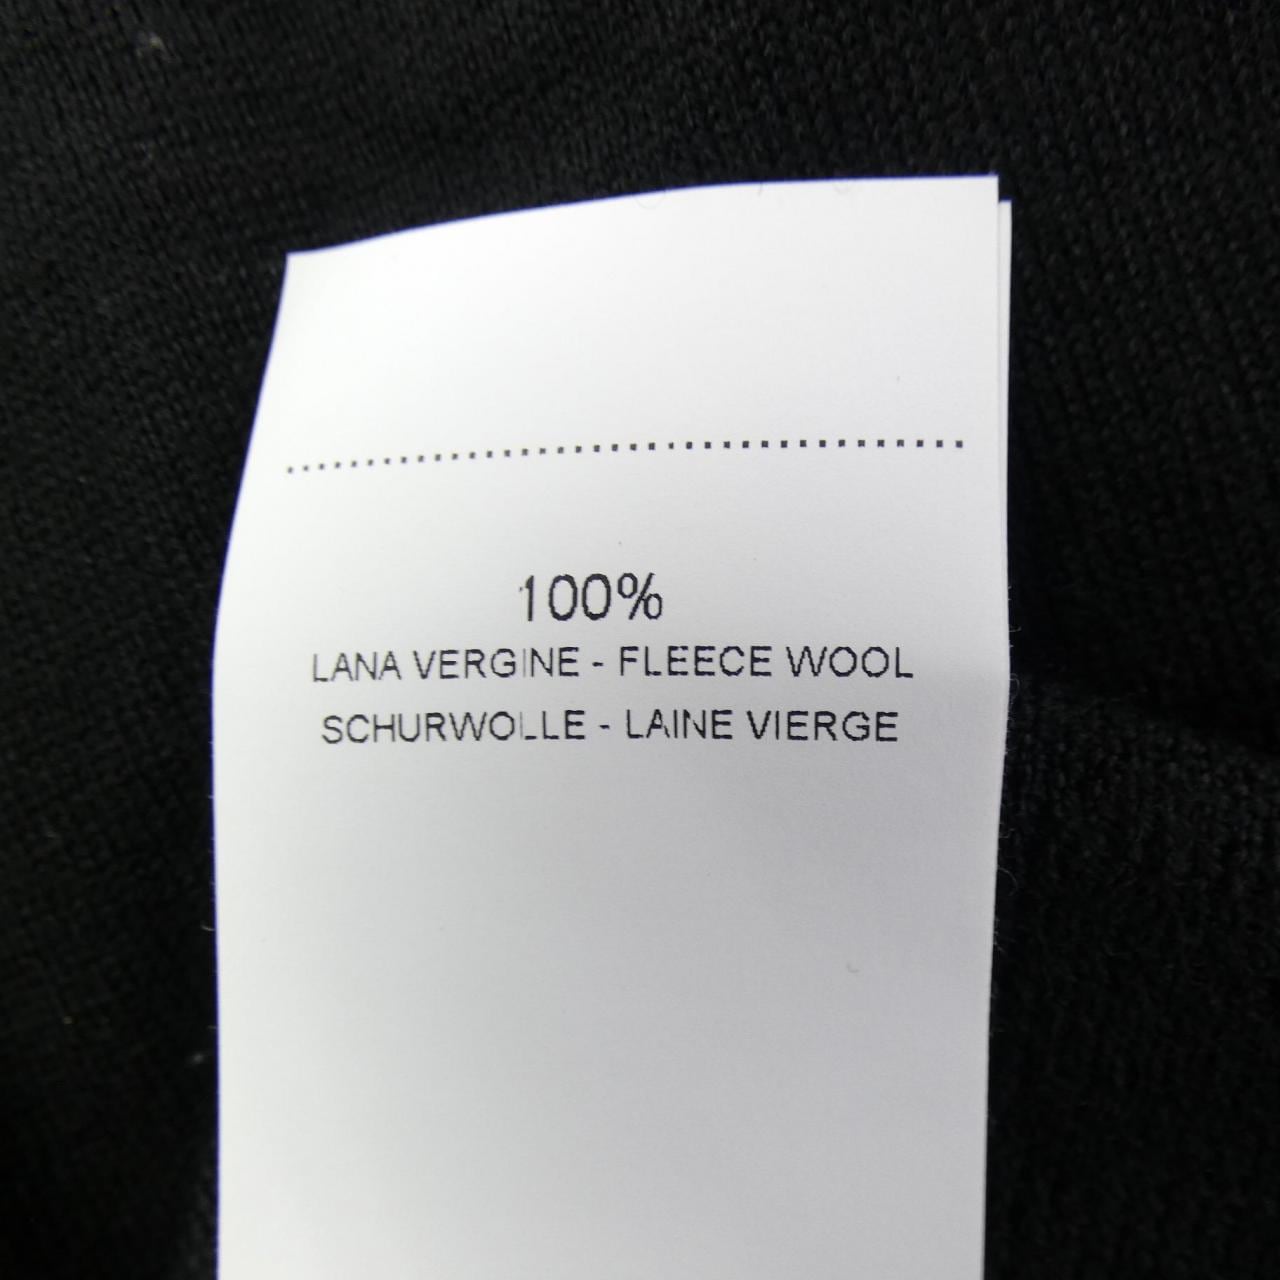 100%
LANA VERGINE - FLEECE WOOL
SCHURWOLLE - LAINE VIERGE